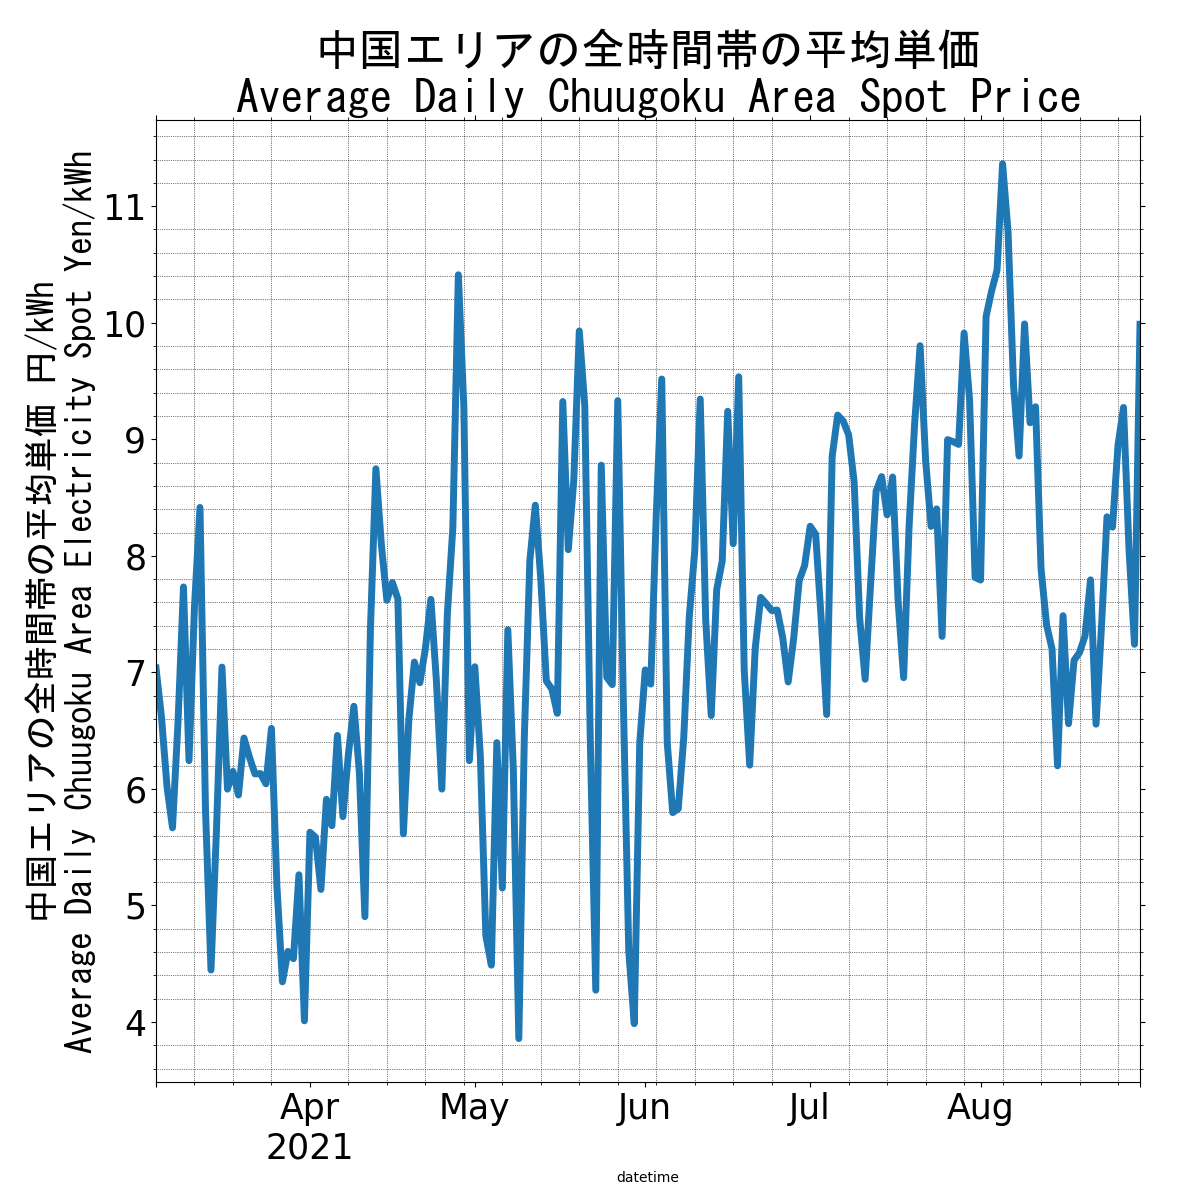 中国エリアの全時間帯の平均単価
Average Daily Chuugoku Area Spot Price
中国エリアの全時間帯の平均単価 円/kWh
Average Daily Chuugoku Area Electricity Spot Yen/kWh
11
10
9
8
7
6
5
4
Apr
2021
May
Jun
Jul
Aug
datetime